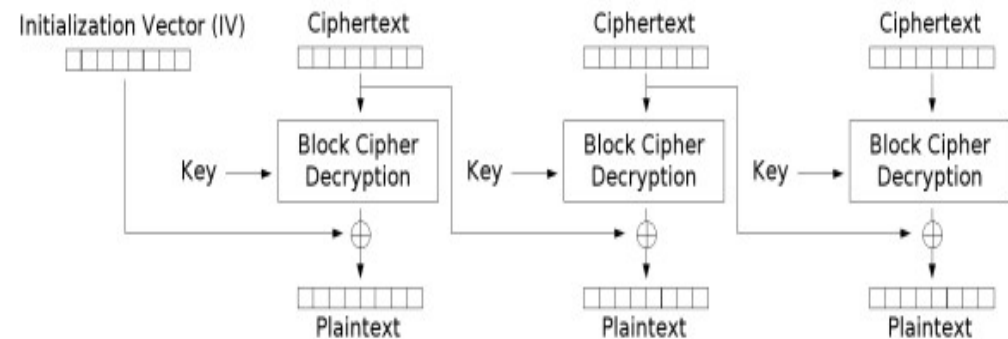 Initialization Vector (IV)
Ciphertext
Ciphertext
Ciphertext
Key
Block Cipher
Decryption
Key
Block Cipher
Decryption
Key
Block Cipher
Decryption
Plaintext
Plaintext
Plaintext